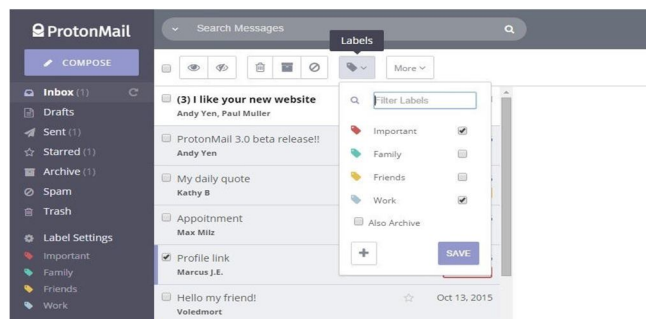 ProtonMail
Search Messages
Labels
COMPOSE
More
Inbox (1)
Drafts
Sent (1)
Starred (1)
Archive (1)
Spam
Trash
Label Settings
Important
Family
Friends
Work
(3) I like your new website
Andy Yen, Paul Muller
ProtonMail 3.0 beta release!!
Andy Yen
My daily quote
Kathy B
Appoitnment
Max Milz
Profile link
Marcus J.E.
Hello my friend!
Voledmort
Oct 13, 2015
Filter Labels
Important
Family
Friends
Work
Also Archive
SAVE